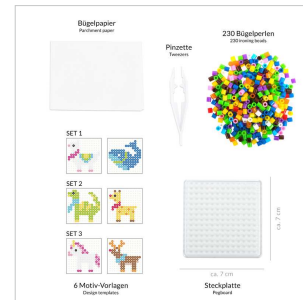 Bügelpapier
Parchment paper
Pinzette
Tweezers
230 Bügelperlen
230 ironing beads
SET 1
SET 2
SET 3
6 Motiv-Vorlagen
Design templates
ca. 7 cm
ca. 7 cm
Steckplatte
Pegboard